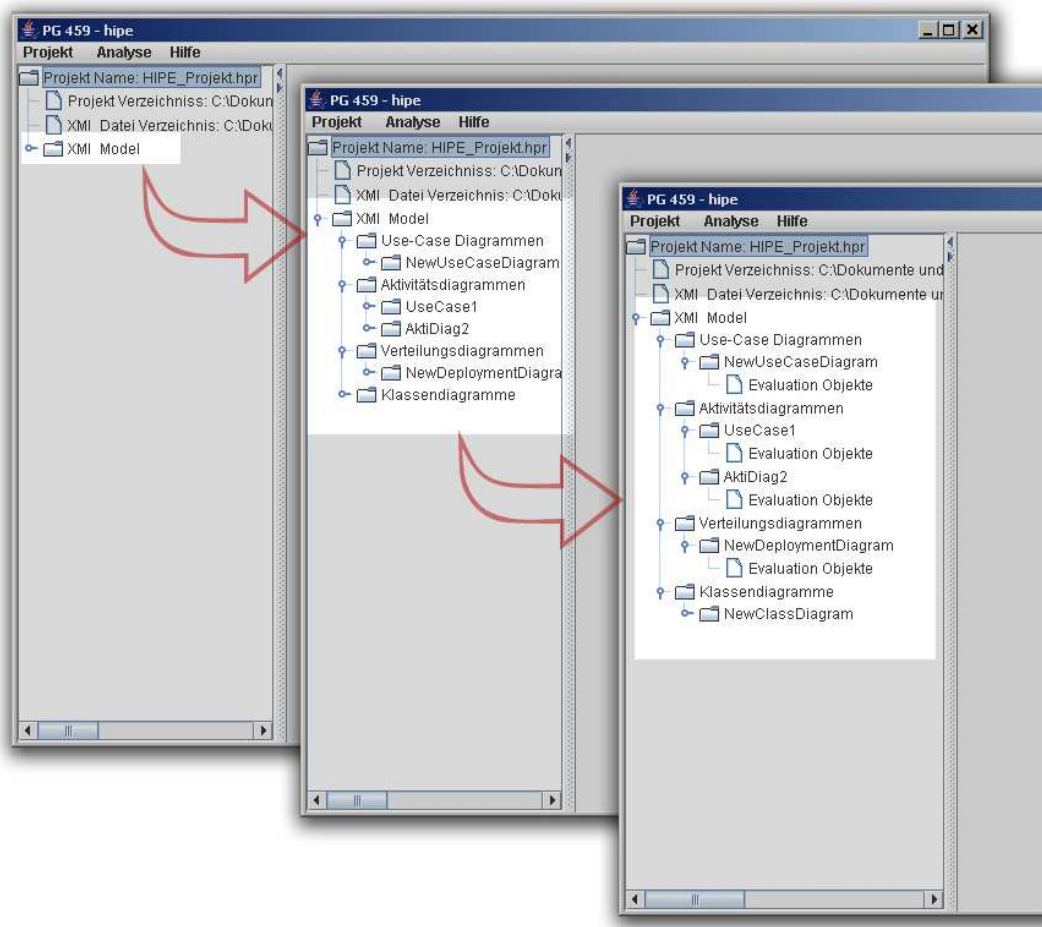 PG 459 - hipe
Projekt Analyse Hilfe
Projekt Name: HIPE_Projekt.hpr
Projekt Verzeichniss: C:\Dokun
XMI Datei Verzeichnis: C:\Doku
XMI Model
PG 459 - hipe
Projekt Analyse Hilfe
Projekt Name: HIPE_Projekt.hpr
Projekt Verzeichniss: C:\Dokun
XMI Datei Verzeichnis: C:\Doku
XMI Model
Use-Case Diagrammen
NewUseCaseDiagram
Aktivitätsdiagrammen
UseCase1
AktiDiag2
Verteilungsdiagrammen
NewDeploymentDiagra
Klassendiagramme
PG 459 - hipe
Projekt Analyse Hilfe
Projekt Name: HIPE_Projekt.hpr
Projekt Verzeichniss: C:\Dokumente und
XMI Datei Verzeichnis: C:\Dokumente ur
XMI Model
Use-Case Diagrammen
NewUseCaseDiagram
Evaluation Objekte
Aktivitätsdiagrammen
UseCase1
Evaluation Objekte
AktiDiag2
Evaluation Objekte
Verteilungsdiagrammen
NewDeploymentDiagram
Evaluation Objekte
Klassendiagramme
NewClassDiagram